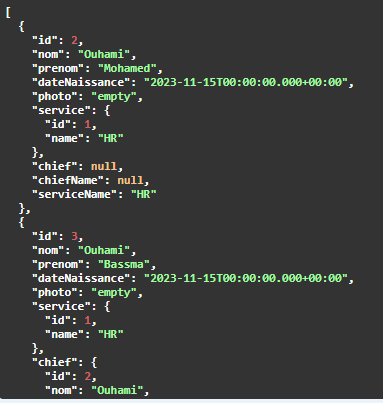 [
  {
    "id": 2,
    "nom": "Ouhami",
    "prenom": "Mohamed",
    "dateNaissance": "2023-11-15T00:00:00.000+00:00",
    "photo": "empty",
    "service": {
      "id": 1,
      "name": "HR"
    },
    "chief": null,
    "chiefName": null,
    "serviceName": "HR"
  },
  {
    "id": 3,
    "nom": "Ouhami",
    "prenom": "Bassma",
    "dateNaissance": "2023-11-15T00:00:00.000+00:00",
    "photo": "empty",
    "service": {
      "id": 1,
      "name": "HR"
    },
    "chief": {
      "id": 2,
      "nom": "Ouhami",